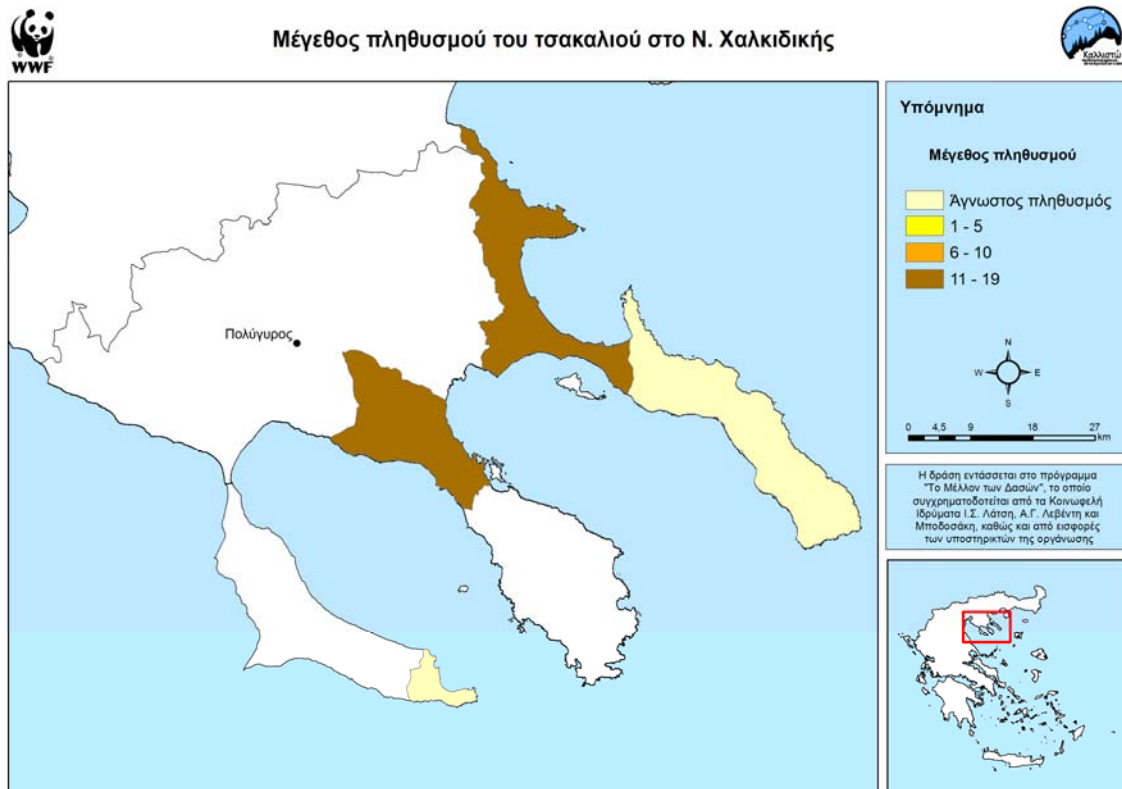 WWF
Μέγεθος πληθυσμού του τσακαλιού στο Ν. Χαλκιδικής
Καλλιστώ
Πολύγυρος
Υπόμνημα
Μέγεθος πληθυσμού
Άγνωστος πληθυσμός
1 - 5
6 - 10
11 - 19
N
W E
S
0 4,5 9 18 27
km
Η δράση εντάσσεται στο πρόγραμμα
"Το Μέλλον των Δασών", το οποίο
συγχρηματοδοτείται από τα Κοινωφελή
Ιδρύματα Ι.Σ. Λάτση, Α.Γ. Λεβέντη και
Μποδοσάκη, καθώς και από εισφορές
των υποστηρικτών της οργάνωσης